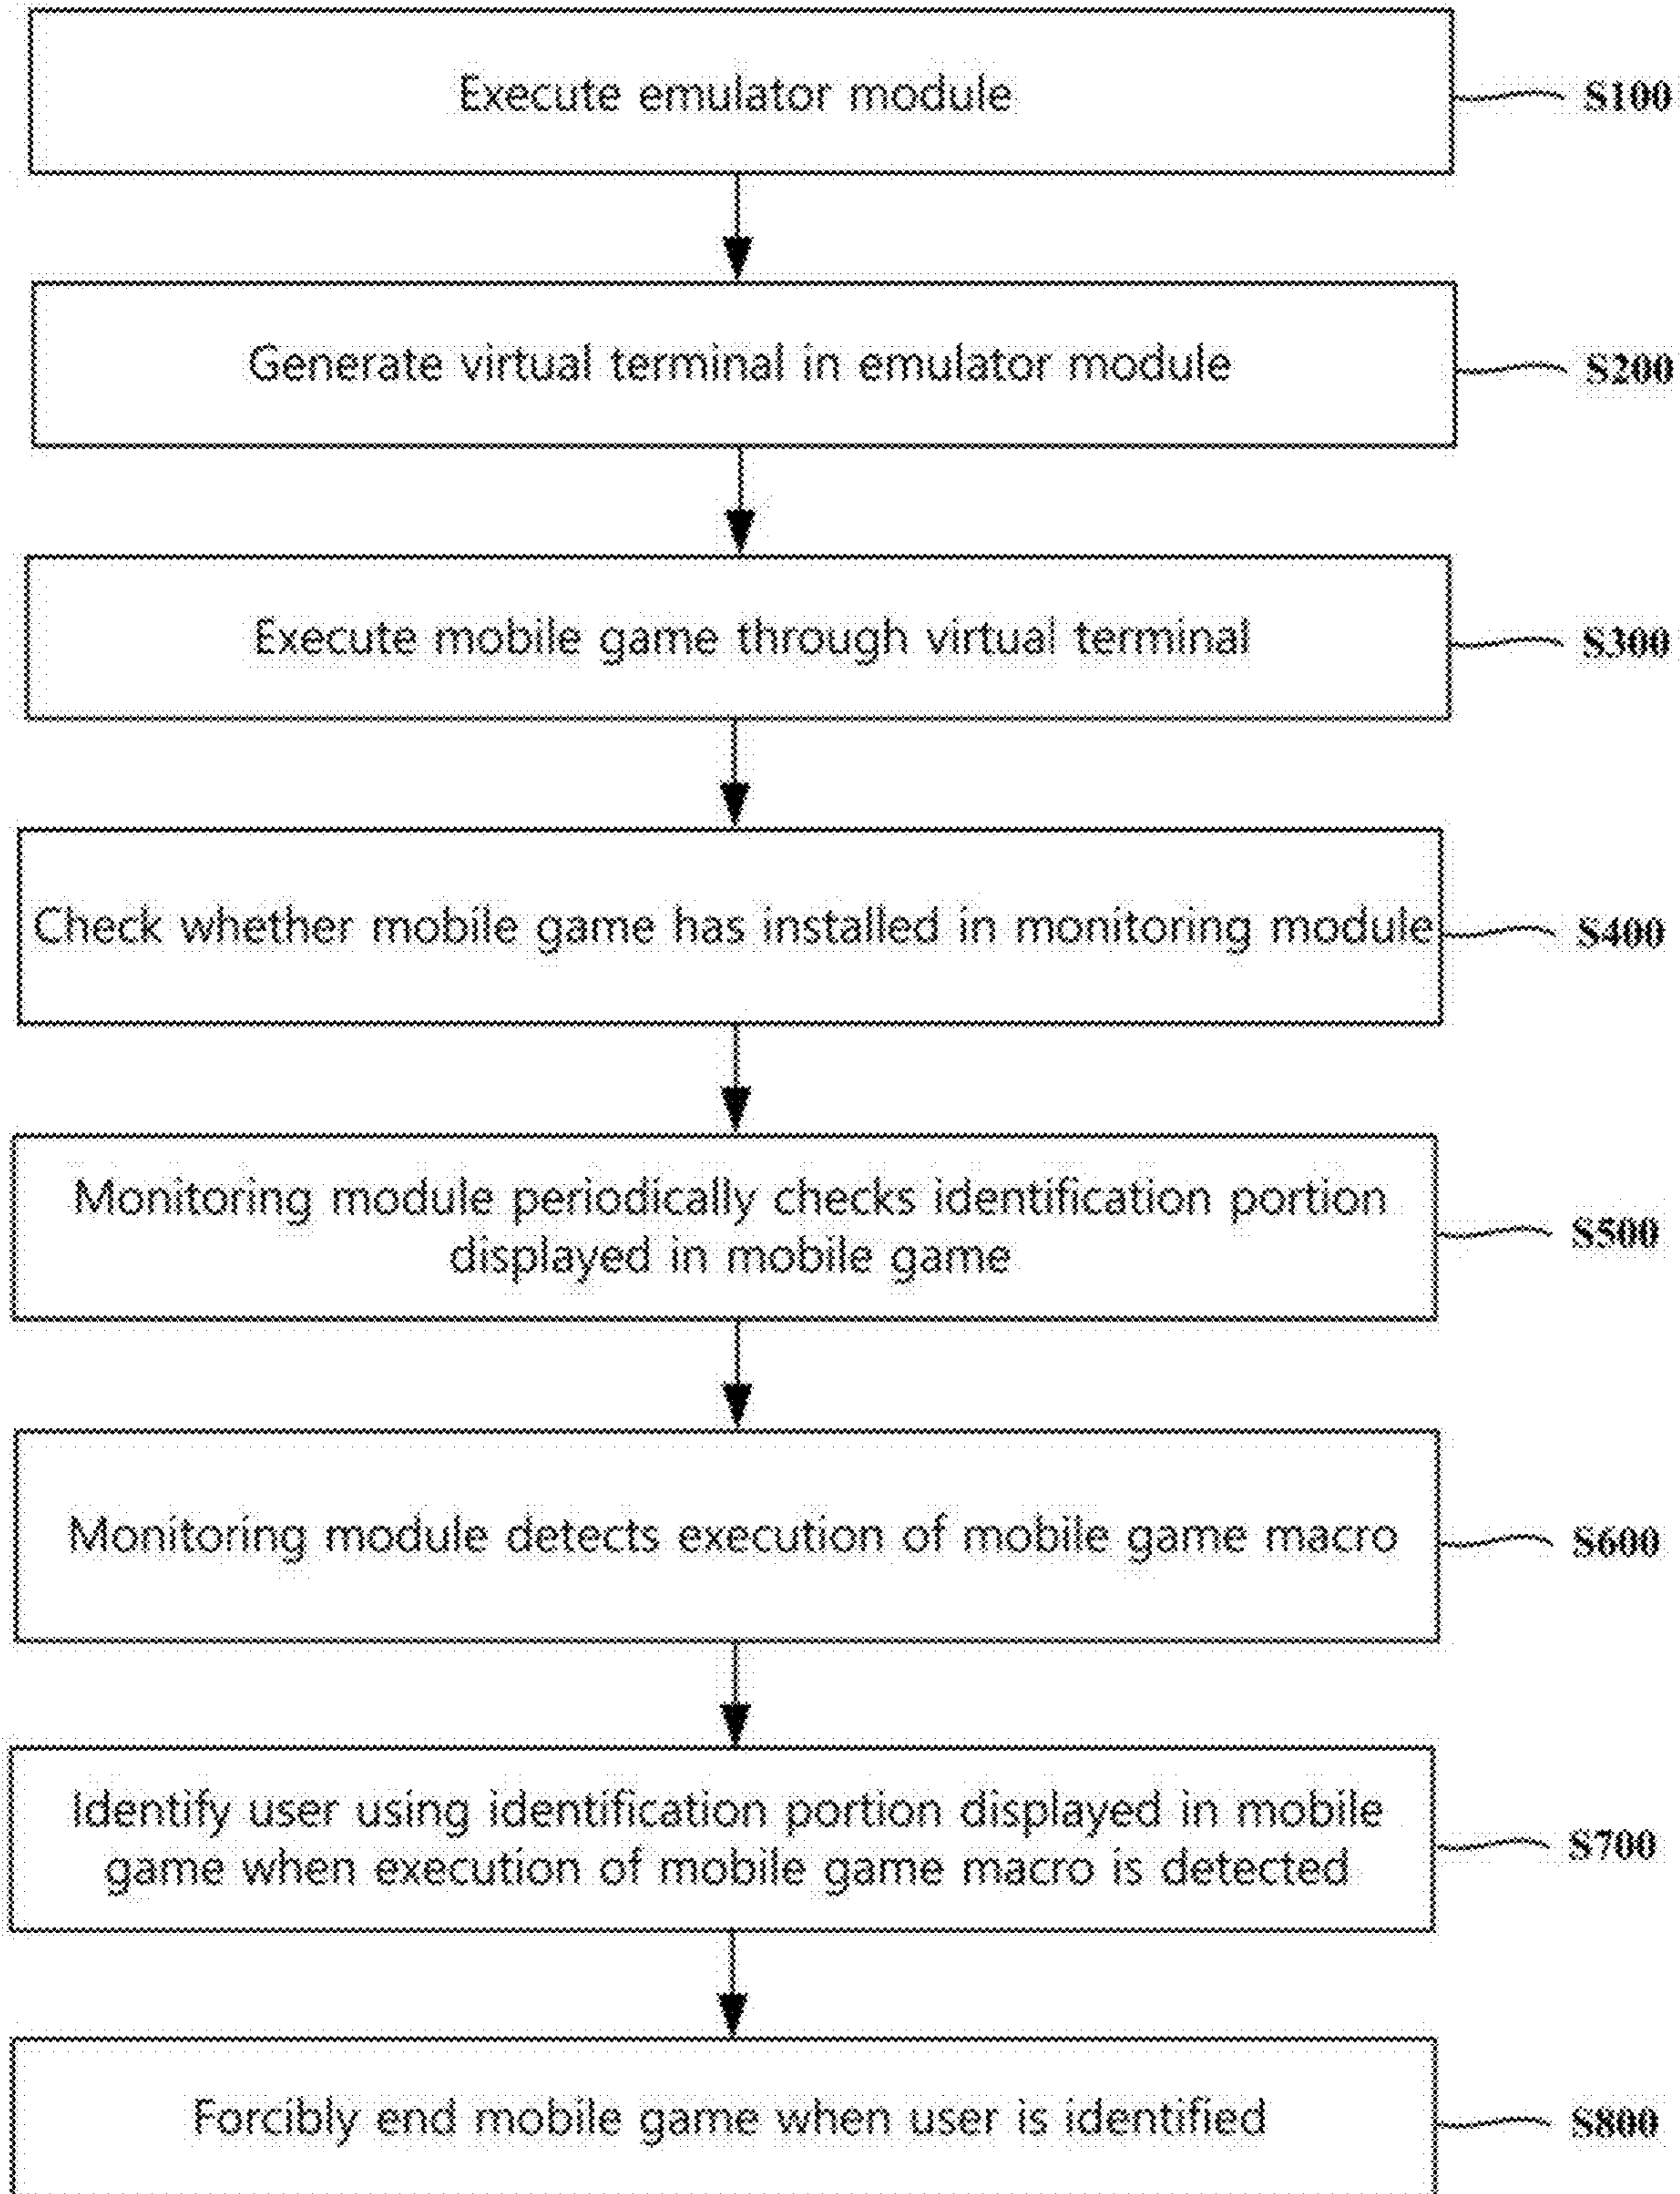 Execute emulator module
S100
Generate virtual terminal in emulator module
S200
Execute mobile game through virtual terminal
S300
Check whether mobile game has installed in monitoring module
S400
Monitoring module periodically checks identification portion
displayed in mobile game
S500
Monitoring module detects execution of mobile game macro
S600
Identify user using identification portion displayed in mobile
game when execution of mobile game macro is detected
S700
Forcibly end mobile game when user is identified
S800